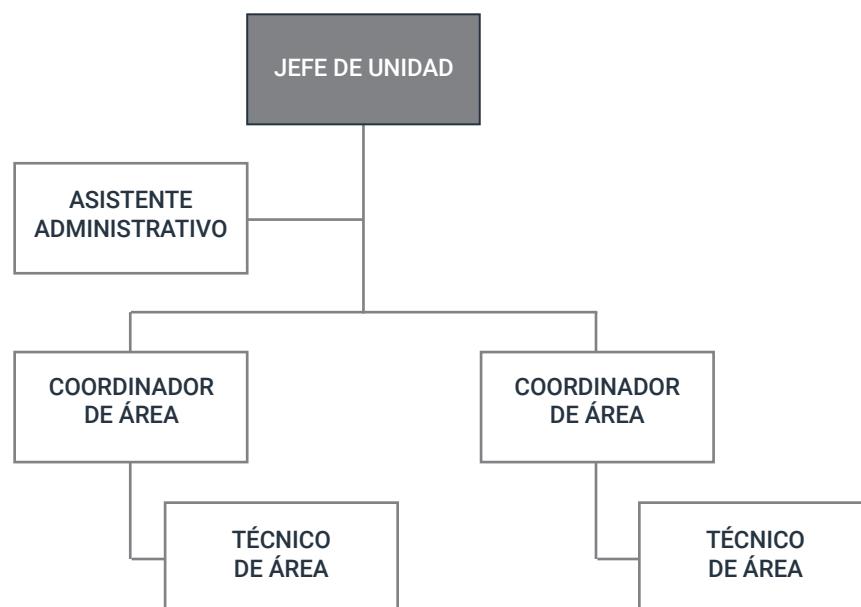 JEFE DE UNIDAD
ASISTENTE
ADMINISTRATIVO
COORDINADOR
DE ÁREA
COORDINADOR
DE ÁREA
TÉCNICO
DE ÁREA
TÉCNICO
DE ÁREA